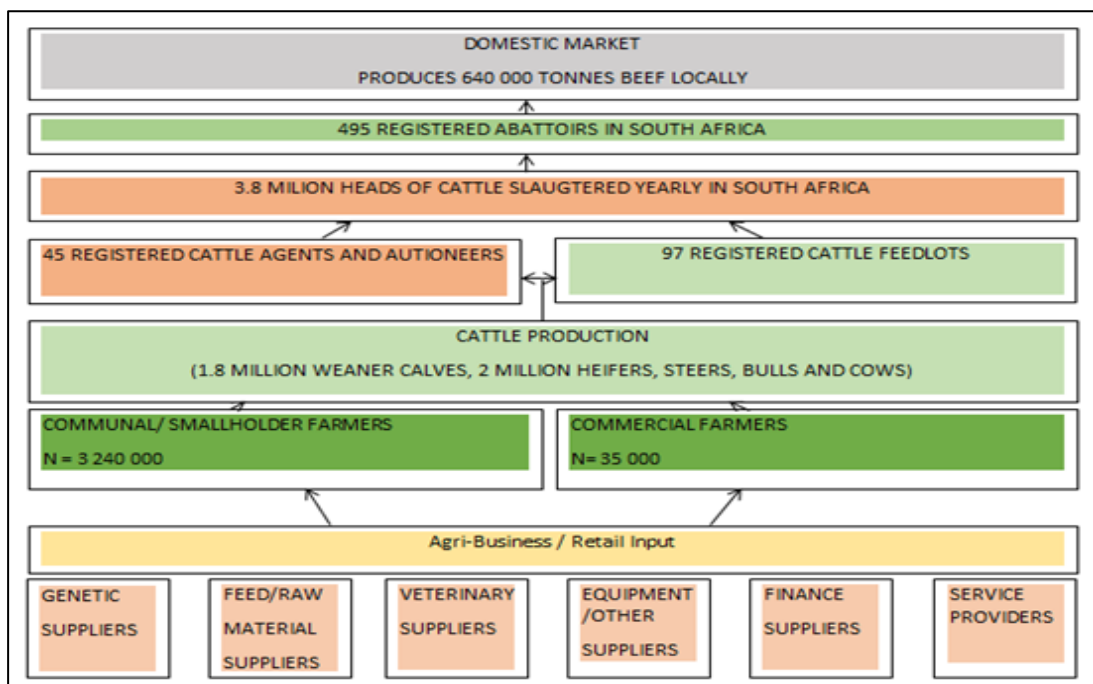 DOMESTIC MARKET
PRODUCES 640 000 TONNES BEEF LOCALLY
495 REGISTERED ABATTOIRS IN SOUTH AFRICA
3.8 MILION HEADS OF CATTLE SLAUGTERED YEARLY IN SOUTH AFRICA
45 REGISTERED CATTLE AGENTS AND AUTIONEERS
97 REGISTERED CATTLE FEEDLOTS
CATTLE PRODUCTION
(1.8 MILLION WEANER CALVES, 2 MILLION HEIFERS, STEERS, BULLS AND COWS)
COMMUNAL/ SMALLHOLDER FARMERS
N = 3 240 000
COMMERCIAL FARMERS
N= 35 000
Agri-Business / Retail Input
GENETIC
SUPPLIERS
FEED/RAW
MATERIAL
SUPPLIERS
VETERINARY
SUPPLIERS
EQUIPMENT
/OTHER
SUPPLIERS
FINANCE
SUPPLIERS
SERVICE
PROVIDERS